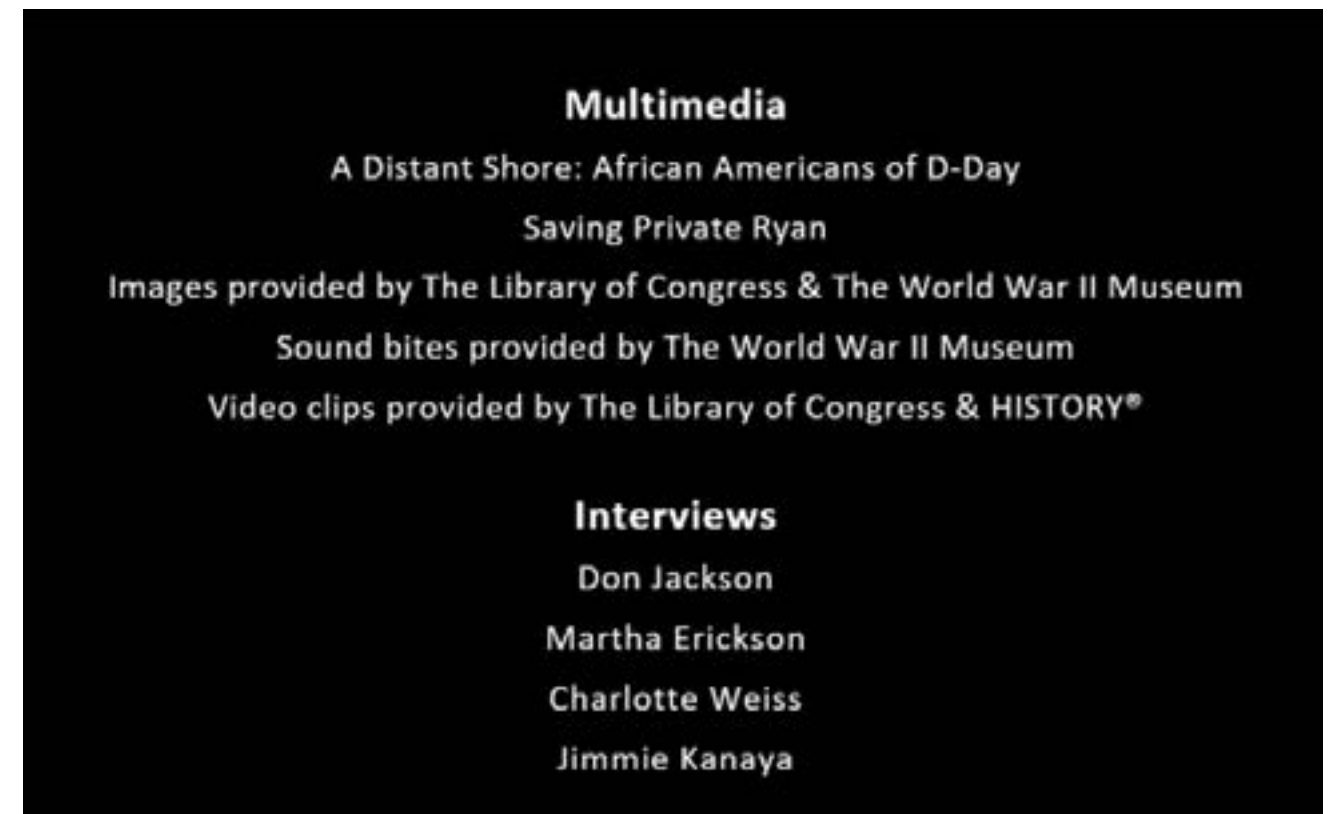 Multimedia
A Distant Shore: African Americans of D-Day
Saving Private Ryan
Images provided by The Library of Congress & The World War II Museum
Sound bites provided by The World War II Museum
Video clips provided by The Library of Congress & HISTORY®
Interviews
Don Jackson
Martha Erickson
Charlotte Weiss
Jimmie Kanaya